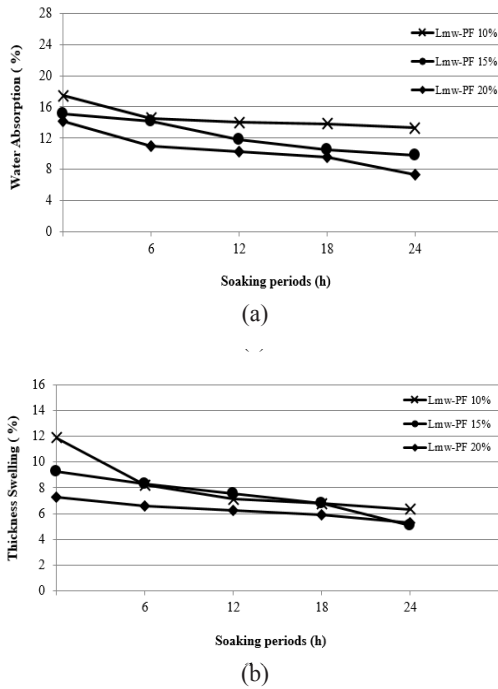 28
24
20
16
12
8
4
0
Water Absorption ( %)
Lmw-PF 10%
Lmw-PF 15%
Lmw-PF 20%
6 12 18 24
Soaking periods (h)
(a)
16
14
12
10
8
6
4
2
0
Thickness Swelling ( %)
Lmw-PF 10%
Lmw-PF 15%
Lmw-PF 20%
6 12 18 24
Soaking periods (h)
(b)